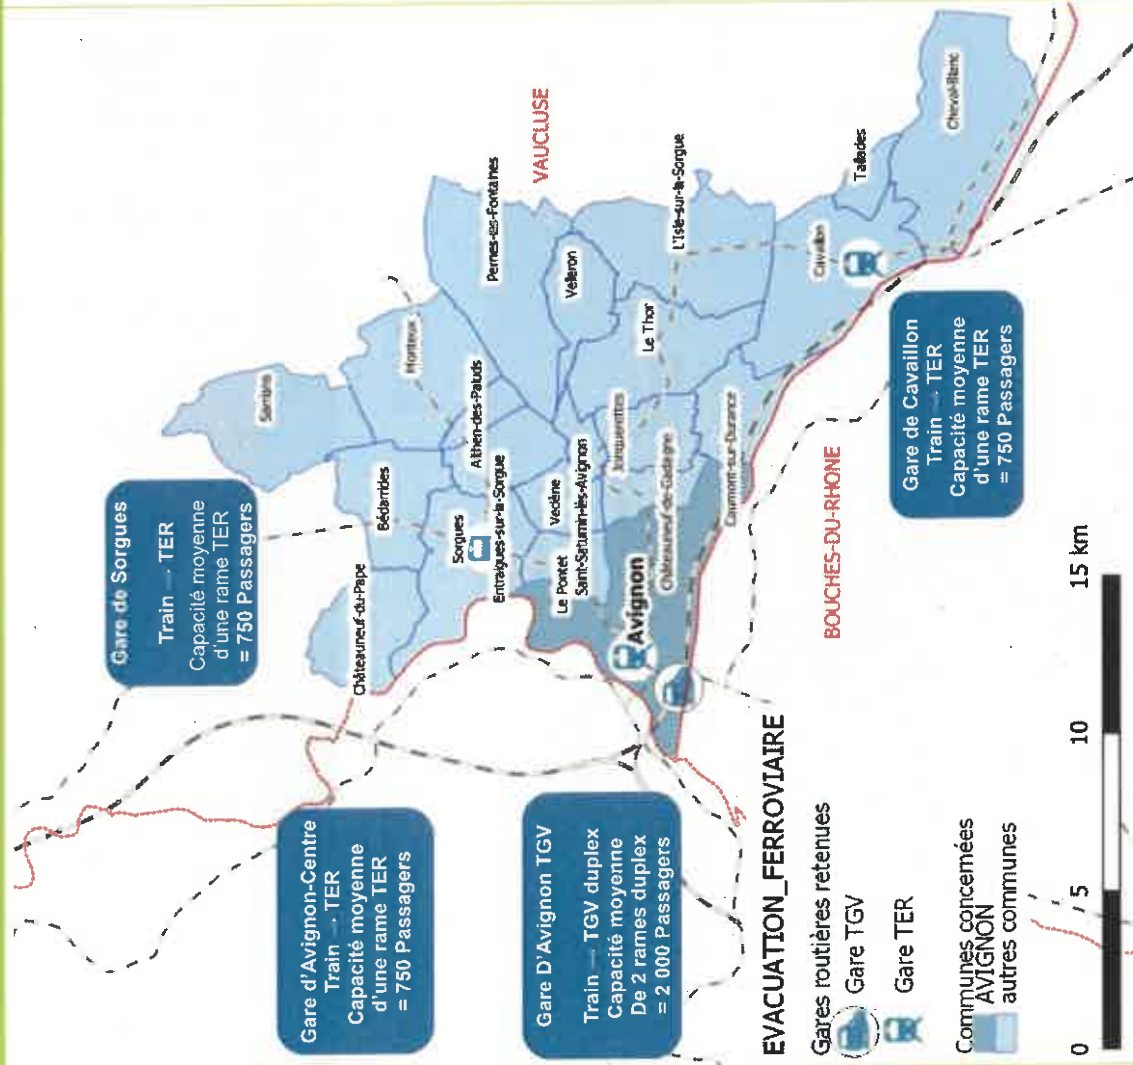 Gare de Sorgues
Train → TER
Capacité moyenne
d'une rame TER
= 750 Passagers
Gare d'Avignon-Centre
Train → TER
Capacité moyenne
d'une rame TER
= 750 Passagers
Gare D'Avignon TGV
Train → TGV duplex
Capacité moyenne
De 2 rames duplex
= 2 000 Passagers
Gare de Cavaillon
Train → TER
Capacité moyenne
d'une rame TER
= 750 Passagers
Sarrians
Monteux
Pernes-les-Fontaines
VAUCLUSE
Bédarrides
Althen-des-Paluds
Velleron
L'Isle-sur-la-Sorgue
Taillades
Cheval-Blanc
Châteauneuf-du-Pape
Sorgues
Entraigues-sur-la-Sorgue
Vedène
Le Pontet
Saint-Saturnin-lès-Avignon
Jonquerettes
Le Thor
Cavaillon
Avignon
Châteauneuf-de-Gadagne
Caumont-sur-Durance
BOUCHES-DU-RHONE
EVACUATION_FERROVIAIRE
Gares routières retenues
Gare TGV
Gare TER
Communes concernées
AVIGNON
autres communes
0 5 10 15 km